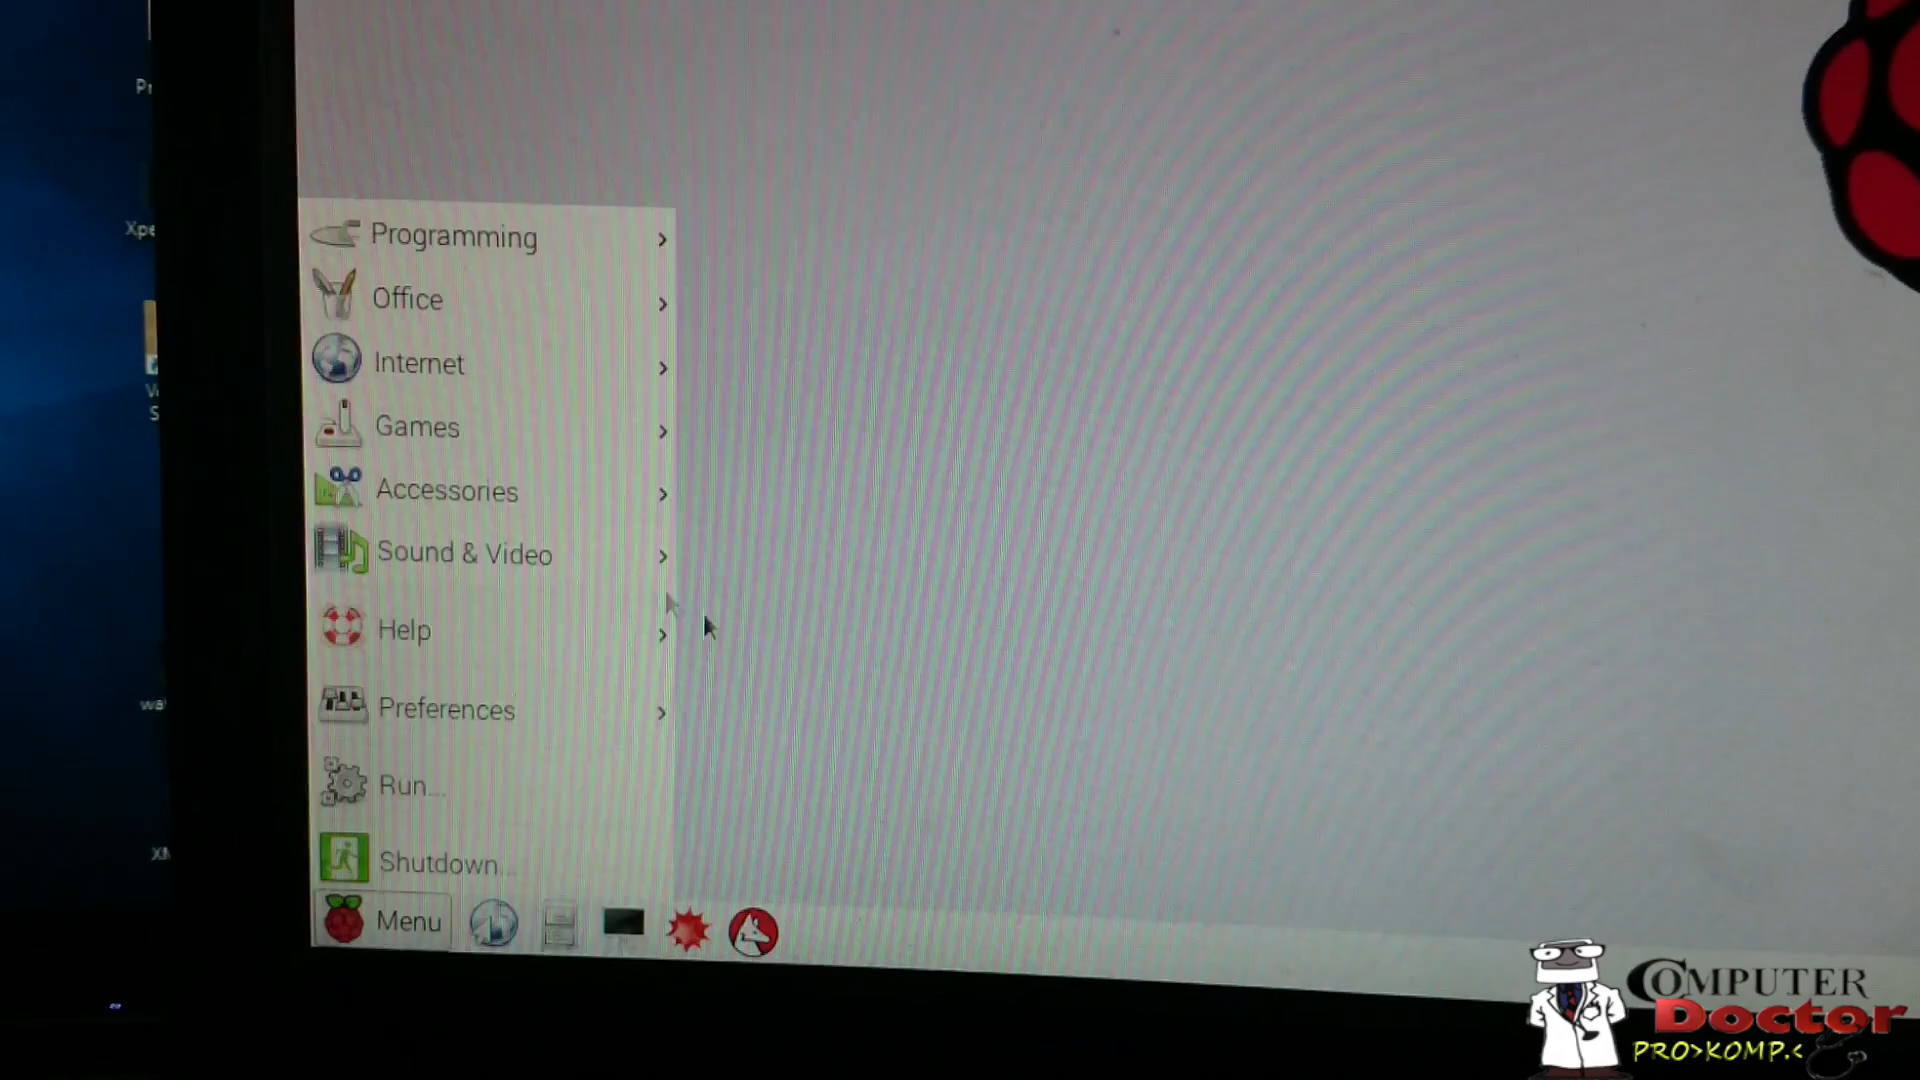 Programming
Office
Internet
Games
Accessories
Sound & Video
Help
Preferences
Run...
Shutdown...
Menu
COMPUTER
Doctor
PRO>KOMP.<